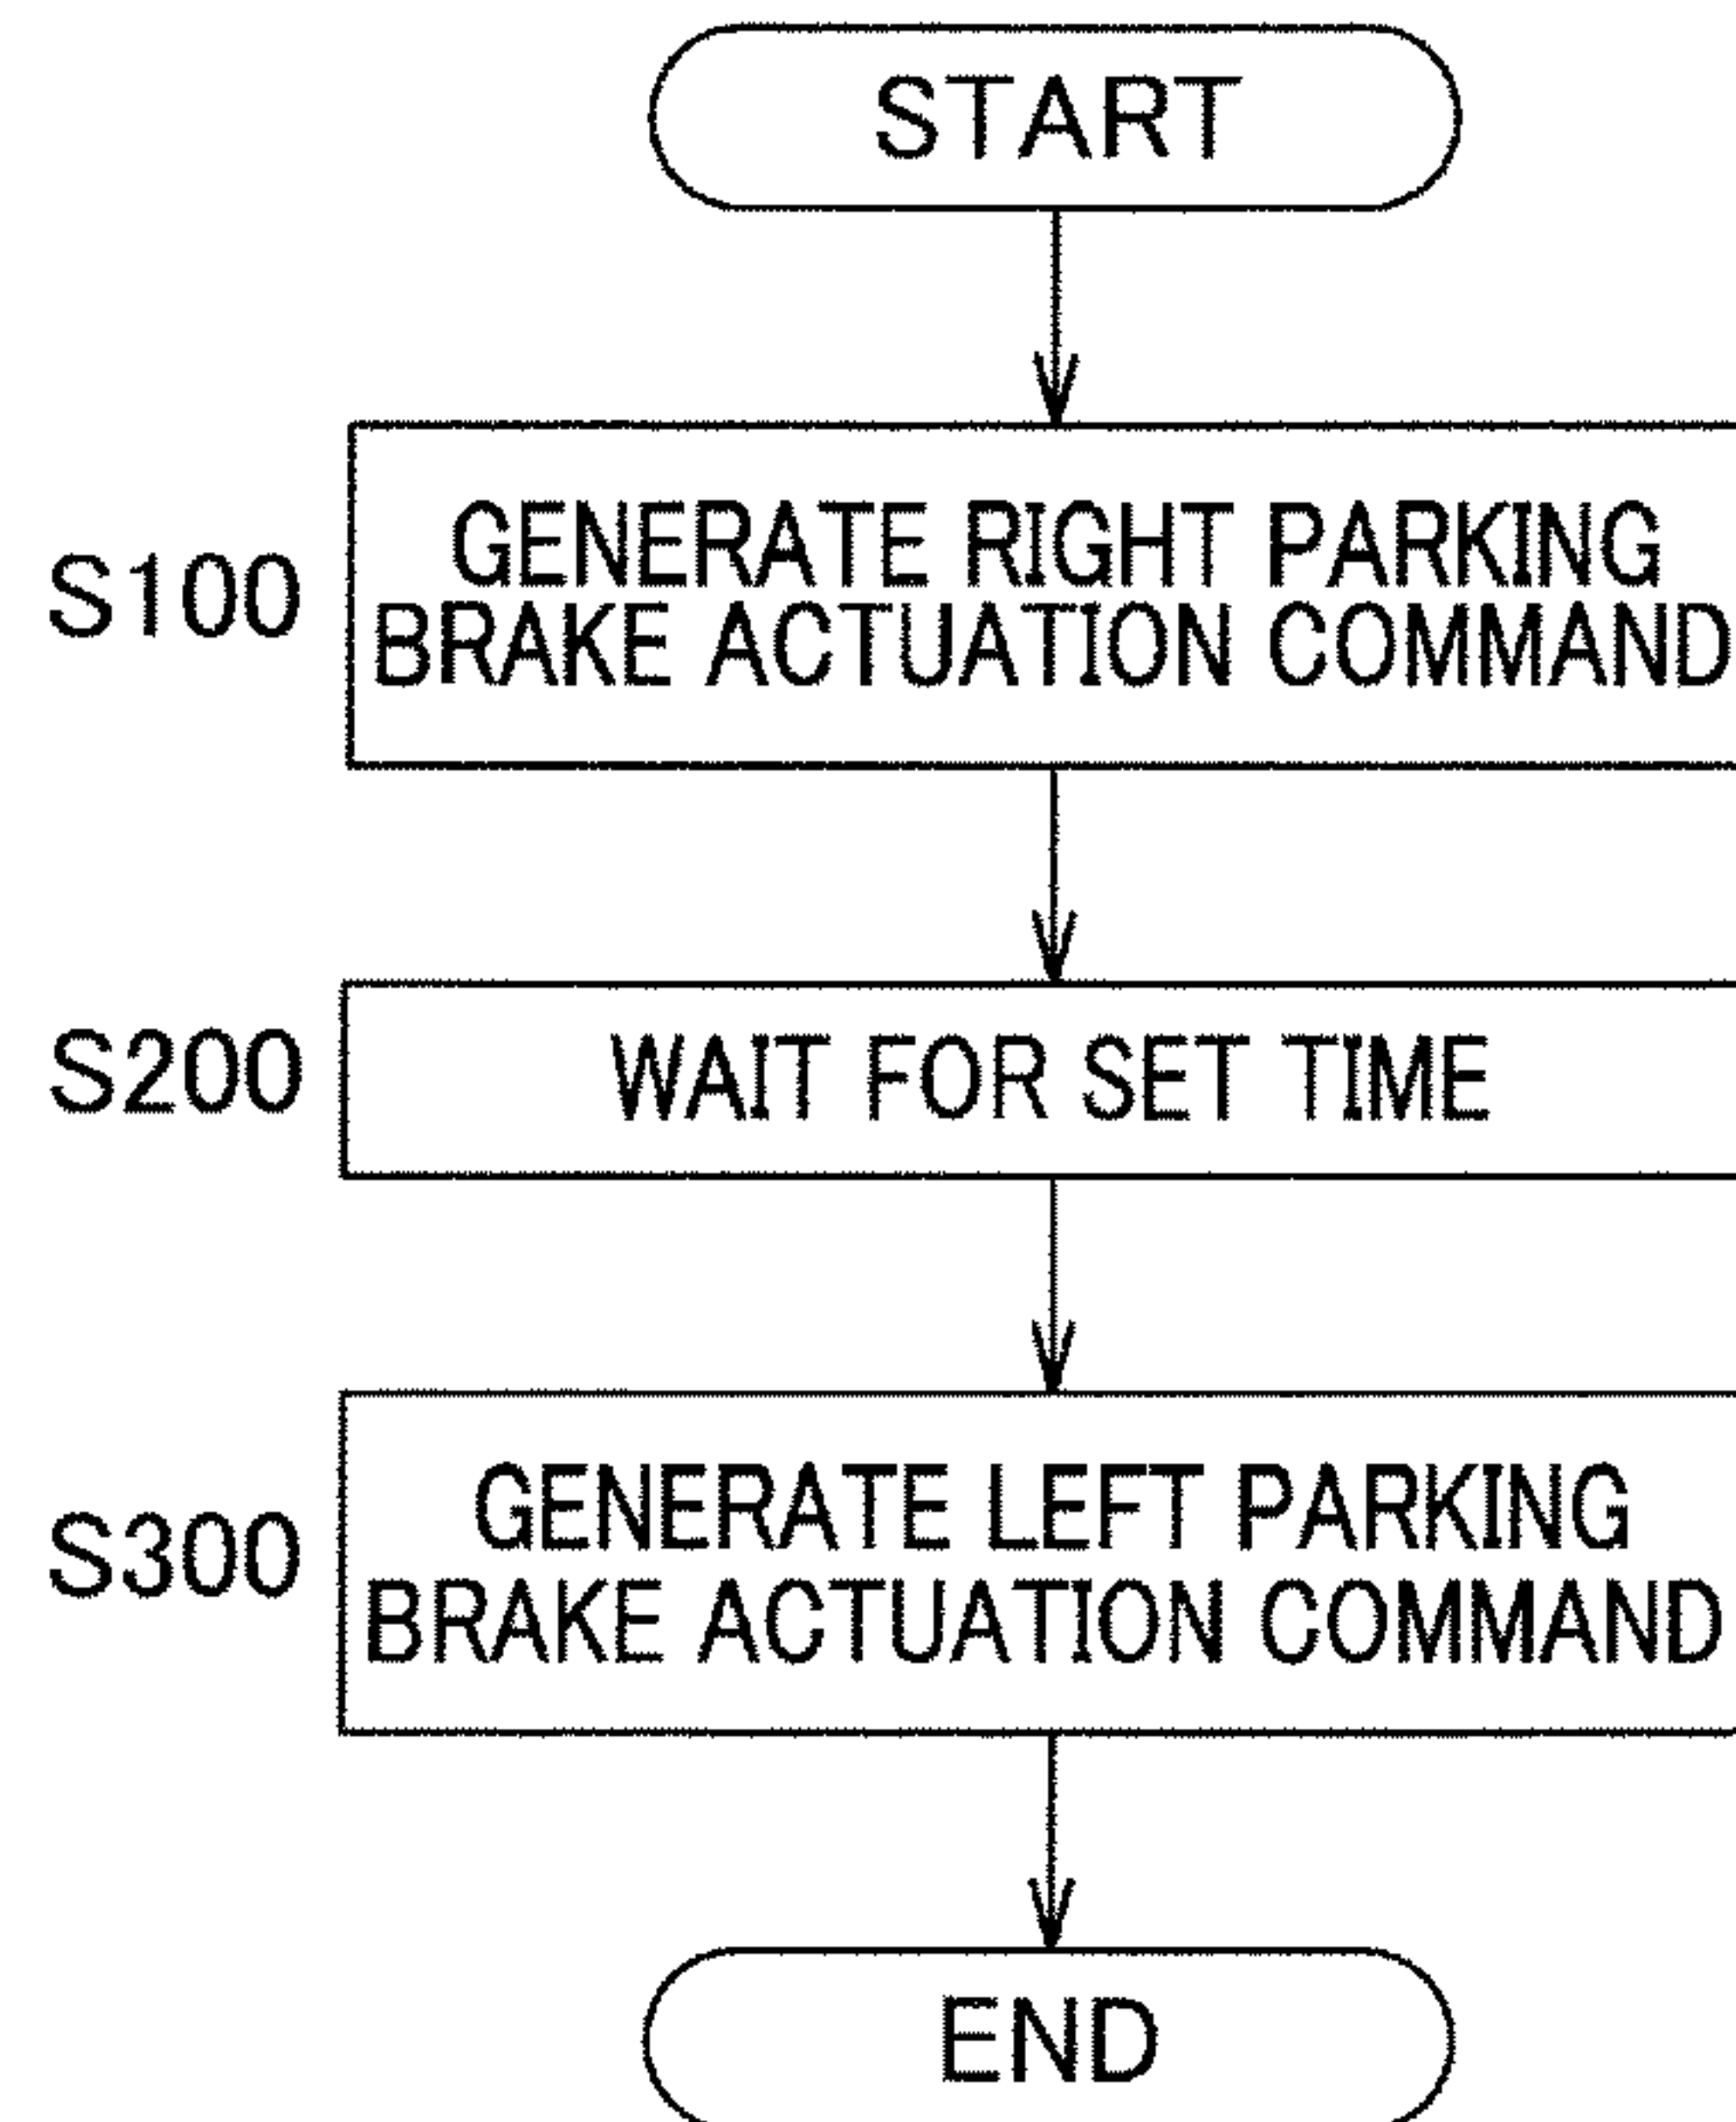 START
S100
GENERATE RIGHT PARKING
BRAKE ACTUATION COMMAND
S200
WAIT FOR SET TIME
S300
GENERATE LEFT PARKING
BRAKE ACTUATION COMMAND
END